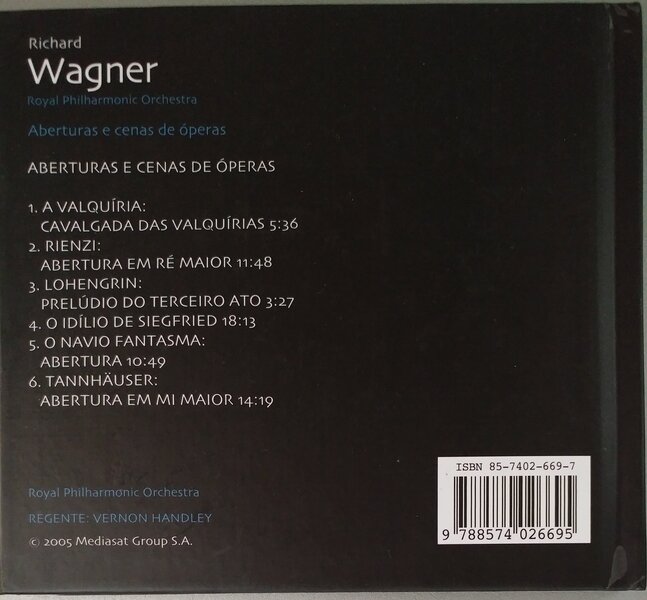 Richard
Wagner
Royal Philharmonic Orchestra
Aberturas e cenas de óperas
ABERTURAS E CENAS DE ÓPERAS
1. A VALQUÍRIA:
CAVALGADA DAS VALQUÍRIAS 5:36
2. RIENZI:
ABERTURA EM RÉ MAIOR 11:48
3. LOHENGRIN:
PRELÚDIO DO TERCEIRO ATO 3:27
4. O IDÍLIO DE SIEGFRIED 18:13
5. O NAVIO FANTASMA:
ABERTURA 10:49
6. TANNHÄUSER:
ABERTURA EM MI MAIOR 14:19
Royal Philharmonic Orchestra
REGENTE: VERNON HANDLEY
© 2005 Mediasat Group S.A.
ISBN 85-7402-669-7
9 788574 026695